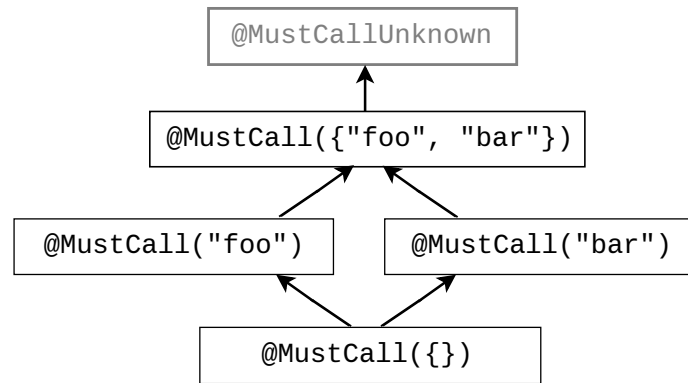 @MustCallUnknown
@MustCall({"foo", "bar"})
@MustCall("foo")
@MustCall("bar")
@MustCall({})